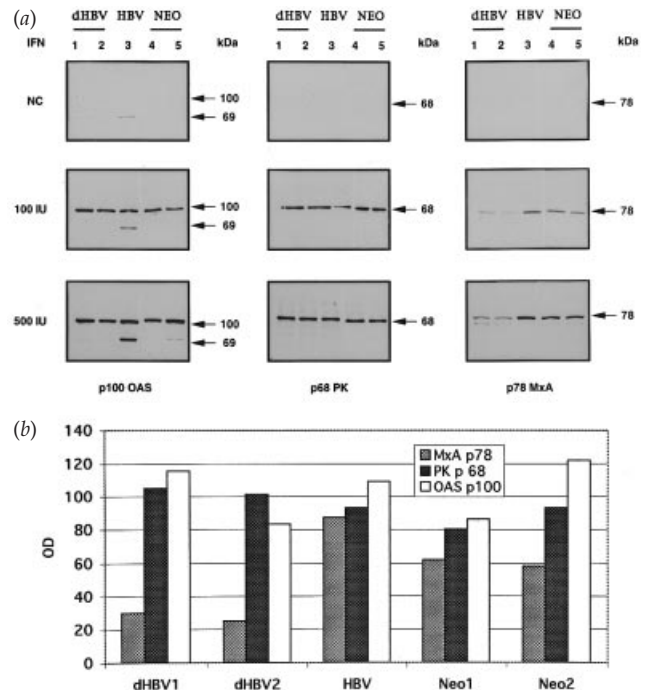 (a)
dHBV HBV NEO dHBV HBV NEO dHBV HBV NEO
IFN 1 2 3 4 5 kDa 1 2 3 4 5 kDa 1 2 3 4 5 kDa
NC 100 69 68 78
100 IU 100 69 68 78
500 IU 100 69 68 78
p100 OAS p68 PK p78 MxA
(b)
140
120
100
80
60
40
20
0
OD
MxA p78
PK p 68
OAS p100
dHBV1 dHBV2 HBV Neo1 Neo2